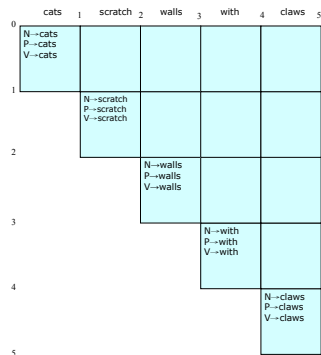 cats scratch walls with claws
0 1 2 3 4 5
N→cats
P→cats
V→cats
1
N→scratch
P→scratch
V→scratch
2
N→walls
P→walls
V→walls
3
N→with
P→with
V→with
4
N→claws
P→claws
V→claws
5